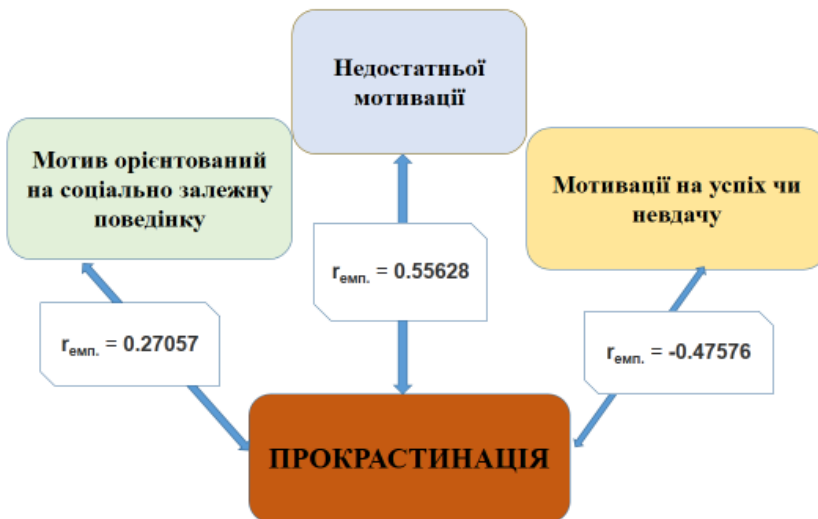 Недостатньої
мотивації
Мотив орієнтований
на соціально залежну
поведінку
Мотивації на успіх чи
невдачу
rемп. = 0.55628
rемп. = 0.27057
rемп. = -0.47576
ПРОКРАСТИНАЦІЯ